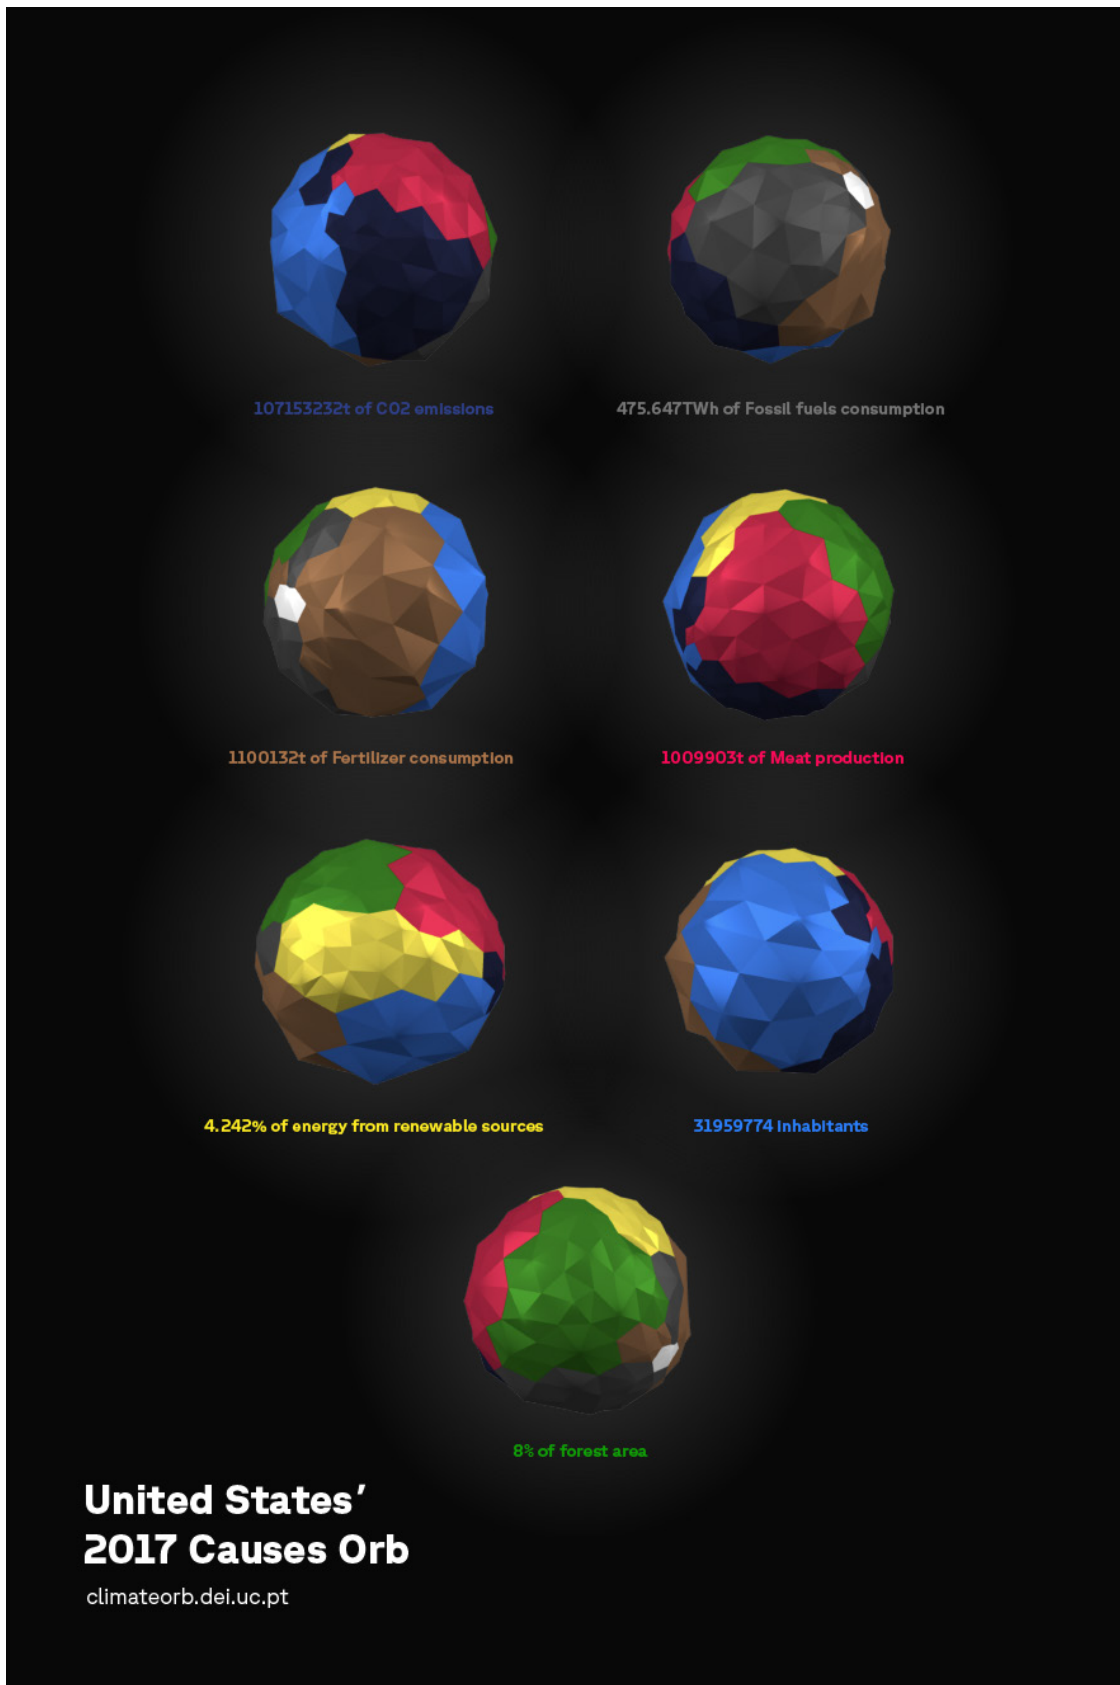 107153232t of CO2 emissions
475.647TWh of Fossil fuels consumption
1100132t of Fertilizer consumption
1009903t of Meat production
4.242% of energy from renewable sources
31959774 inhabitants
8% of forest area
United States’
2017 Causes Orb
climateorb.dei.uc.pt